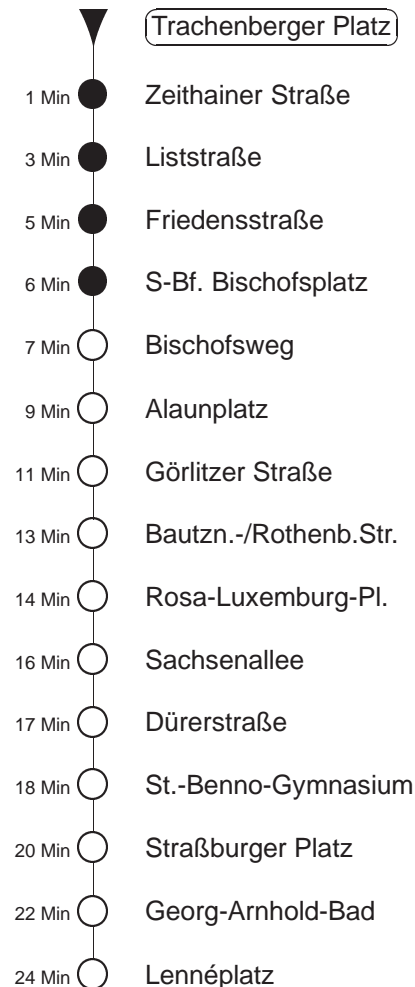 Trachenberger Platz
1 Min Zeithainer Straße
3 Min Liststraße
5 Min Friedensstraße
6 Min S-Bf. Bischofsplatz
7 Min Bischofsweg
9 Min Alaunplatz
11 Min Görlitzer Straße
13 Min Bautzn.-/Rothenb.Str.
14 Min Rosa-Luxemburg-Pl.
16 Min Sachsenallee
17 Min Dürerstraße
18 Min St.-Benno-Gymnasium
20 Min Straßburger Platz
22 Min Georg-Arnhold-Bad
24 Min Lennéplatz